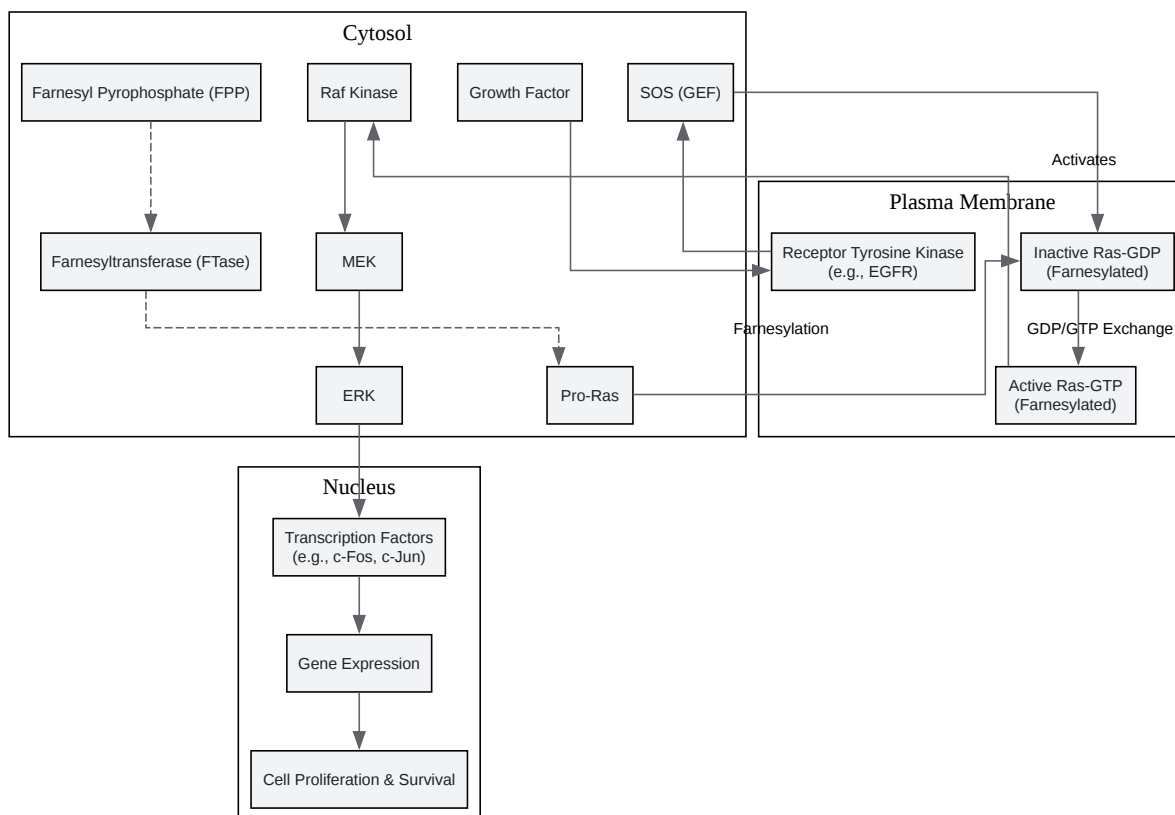 Cytosol
Farnesyl Pyrophosphate (FPP)
Raf Kinase
Growth Factor
SOS (GEF)
Activates
Plasma Membrane
Farnesyltransferase (FTase)
MEK
Receptor Tyrosine Kinase
(e.g., EGFR)
Inactive Ras-GDP
(Farnesylated)
Farnesylation
GDP/GTP Exchange
ERK
Pro-Ras
Active Ras-GTP
(Farnesylated)
Nucleus
Transcription Factors
(e.g., c-Fos, c-Jun)
Gene Expression
Cell Proliferation & Survival